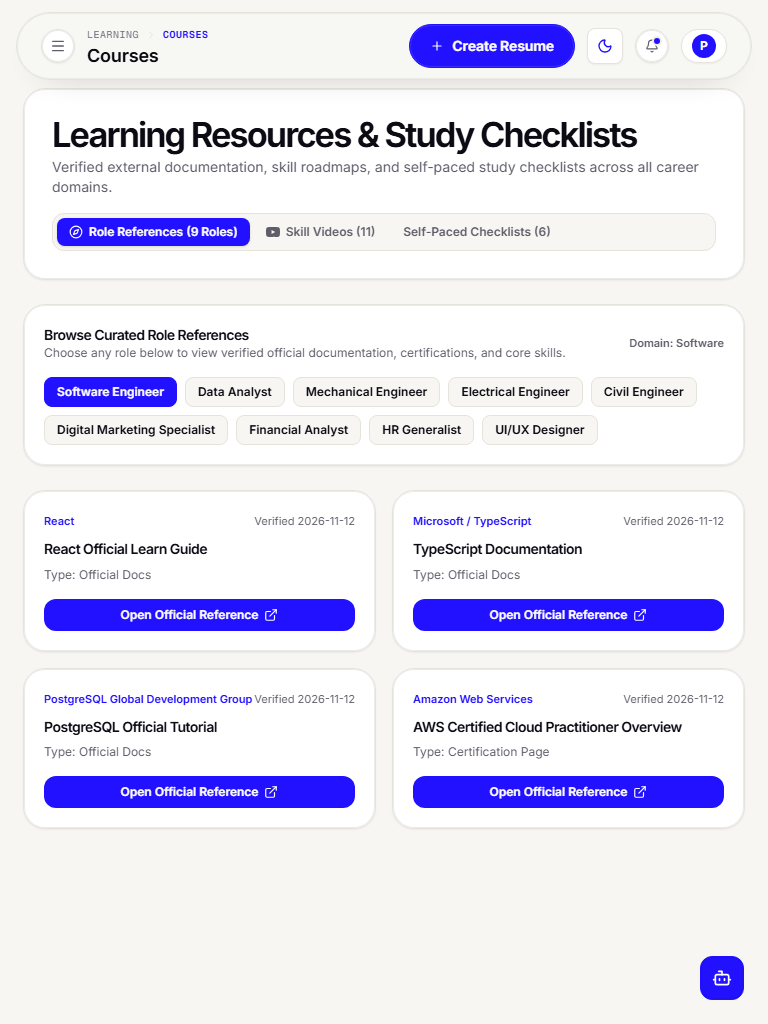 LEARNING COURSES
Courses
Create Resume
P
Learning Resources & Study Checklists
Verified external documentation, skill roadmaps, and self-paced study checklists across all career
domains.
Role References (9 Roles) Skill Videos (11) Self-Paced Checklists (6)
Browse Curated Role References
Choose any role below to view verified official documentation, certifications, and core skills.
Domain: Software
Software Engineer Data Analyst Mechanical Engineer Electrical Engineer Civil Engineer
Digital Marketing Specialist Financial Analyst HR Generalist UI/UX Designer
React Verified 2026-11-12
React Official Learn Guide
Type: Official Docs
Open Official Reference
Microsoft / TypeScript Verified 2026-11-12
TypeScript Documentation
Type: Official Docs
Open Official Reference
PostgreSQL Global Development Group Verified 2026-11-12
PostgreSQL Official Tutorial
Type: Official Docs
Open Official Reference
Amazon Web Services Verified 2026-11-12
AWS Certified Cloud Practitioner Overview
Type: Certification Page
Open Official Reference